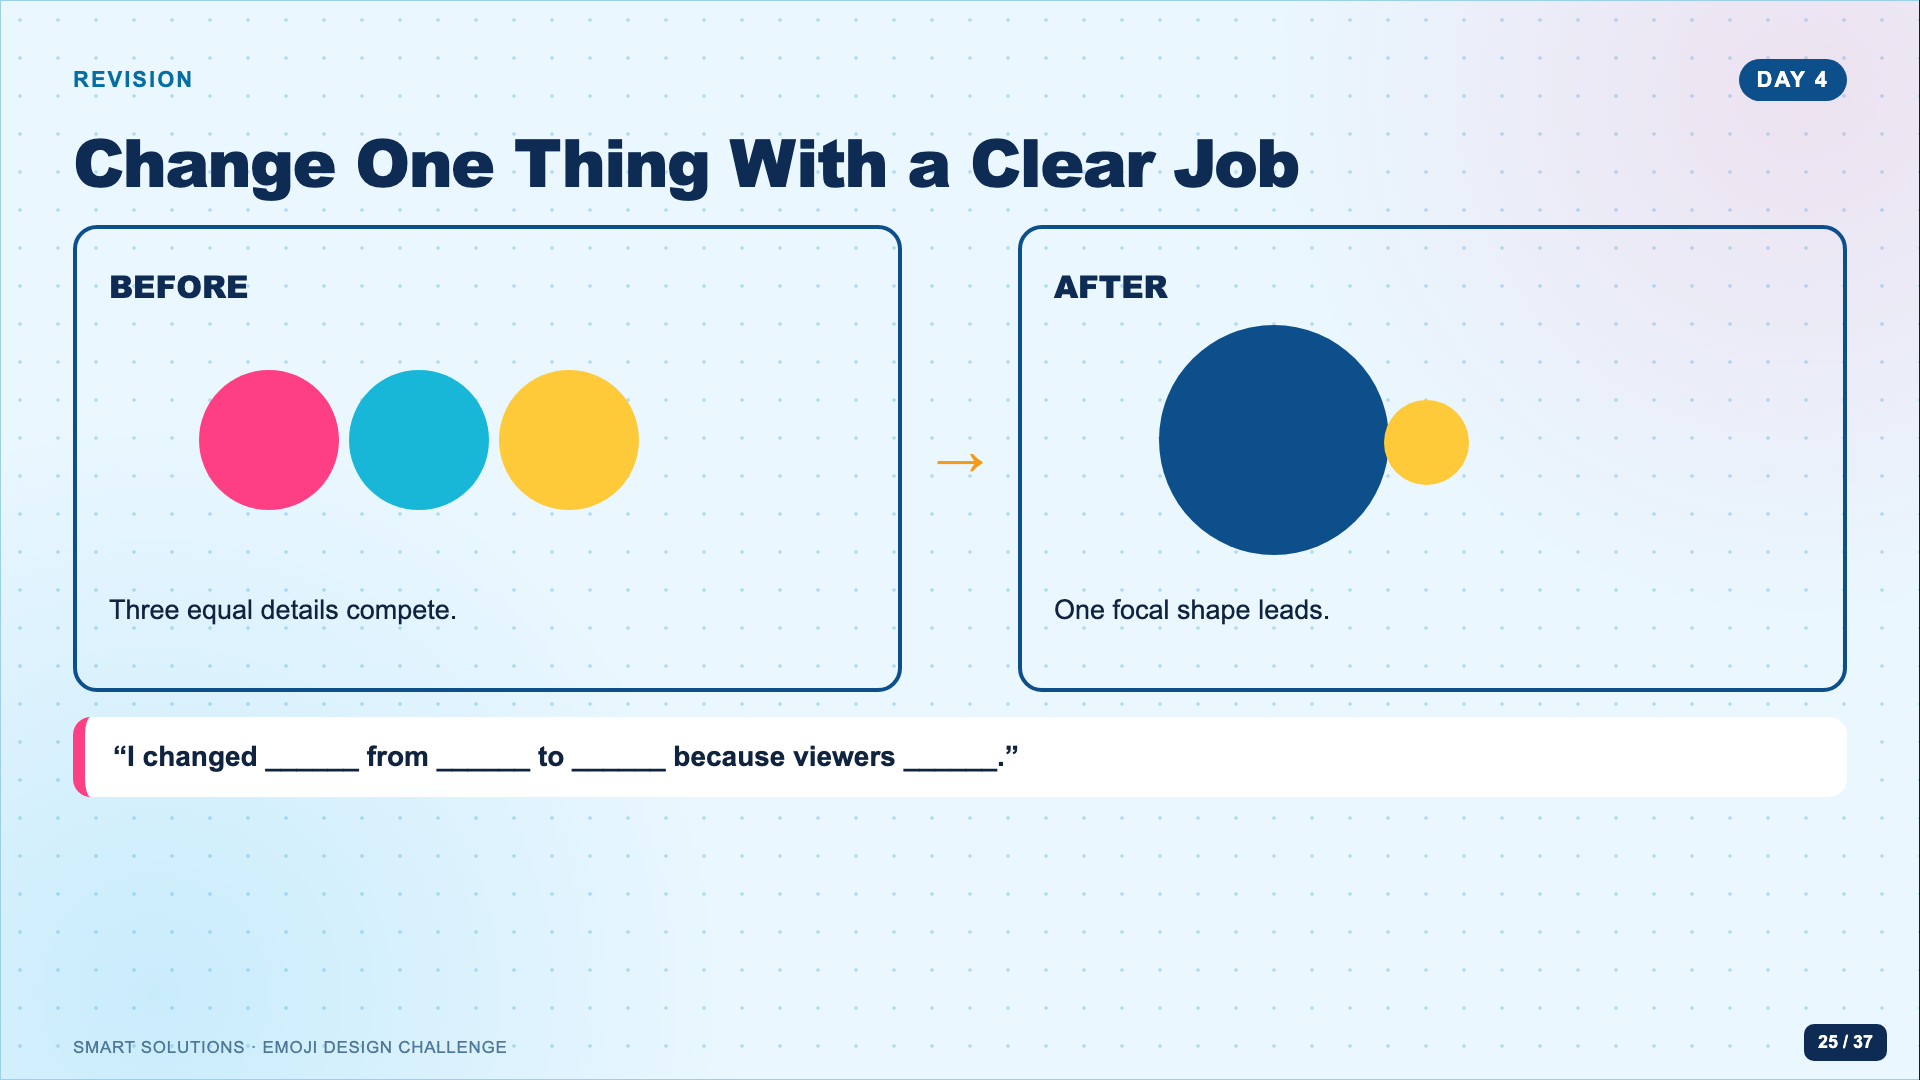 REVISION
DAY 4
Change One Thing With a Clear Job
BEFORE
Three equal details compete.
→
AFTER
One focal shape leads.
“I changed ______ from ______ to ______ because viewers ______.”
SMART SOLUTIONS · EMOJI DESIGN CHALLENGE
25 / 37